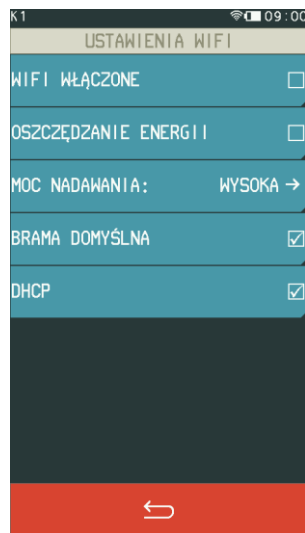 K1 09:00
USTAWIENIA WIFI
WIFI WŁĄCZONE
OSZCZĘDZANIE ENERGII
MOC NADAWANIA: WYSOKA →
BRAMA DOMYŚLNA
DHCP